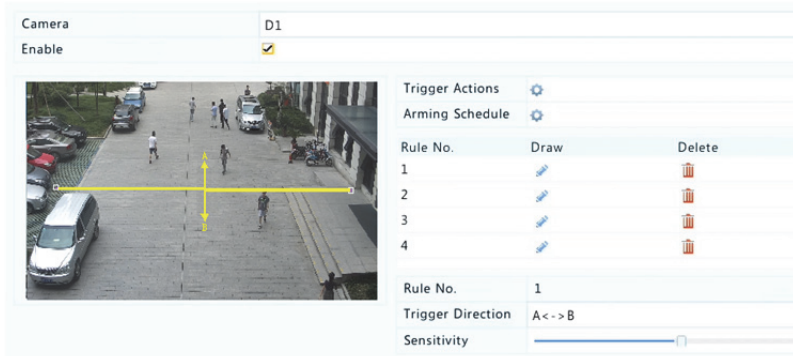 Camera D1
Enable
Trigger Actions
Arming Schedule
Rule No. Draw Delete
1
2
3
4
A
B
Rule No. 1
Trigger Direction A<->B
Sensitivity